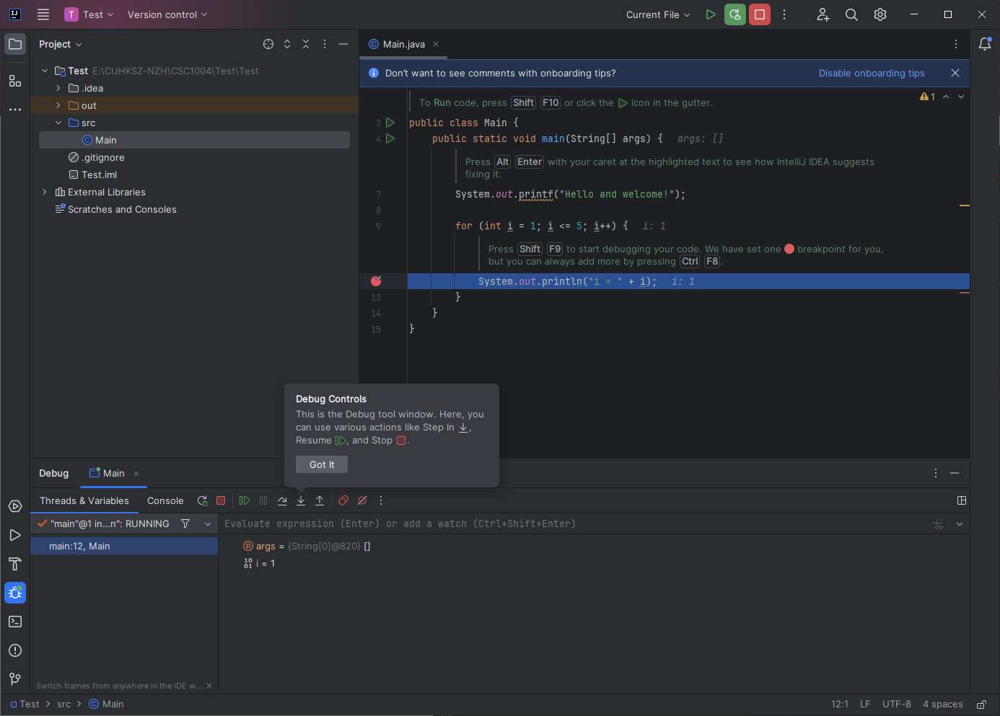 T Test Version control Current File
Project
Test E:\CUHKSZ-NZH\CSC1004\Test\Test
.idea
out
src
Main
.gitignore
Test.iml
External Libraries
Scratches and Consoles
Main.java
Don't want to see comments with onboarding tips? Disable onboarding tips
To Run code, press Shift F10 or click the icon in the gutter.
1
3 public class Main {
4 public static void main(String[] args) { args: []
Press Alt Enter with your caret at the highlighted text to see how IntelliJ IDEA suggests
fixing it.
7 System.out.printf("Hello and welcome!");
8
9 for (int i = 1; i <= 5; i++) { i: 1
Press Shift F9 to start debugging your code. We have set one breakpoint for you,
but you can always add more by pressing Ctrl F8.
System.out.println("i = " + i); i: 1
13 }
14 }
15 }
Debug Controls
This is the Debug tool window. Here, you
can use various actions like Step In ,
Resume , and Stop .
Got It
Debug Main
Threads & Variables Console
"main"@1 in...n": RUNNING
Evaluate expression (Enter) or add a watch (Ctrl+Shift+Enter)
main:12, Main
args = {String[0]@820} []
i = 1
Switch frames from anywhere in the IDE w...
Test > src > Main
12:1 LF UTF-8 4 spaces